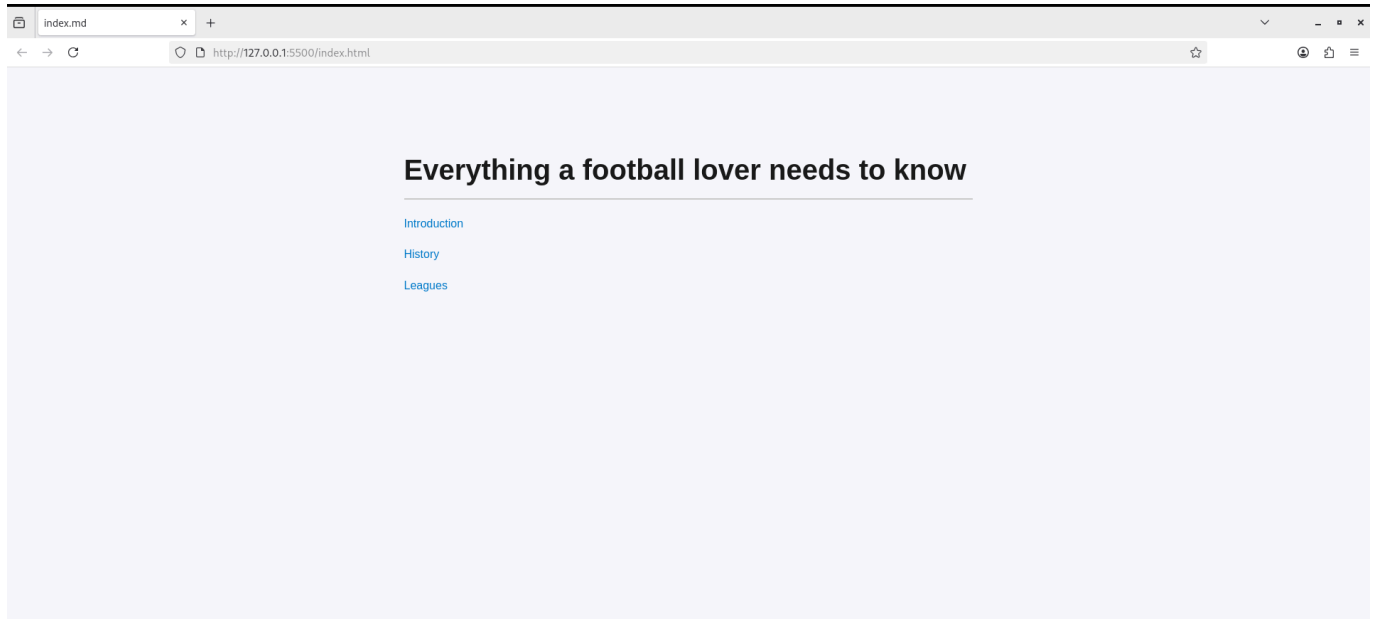 index.md
http://127.0.0.1:5500/index.html
Everything a football lover needs to know
Introduction
History
Leagues